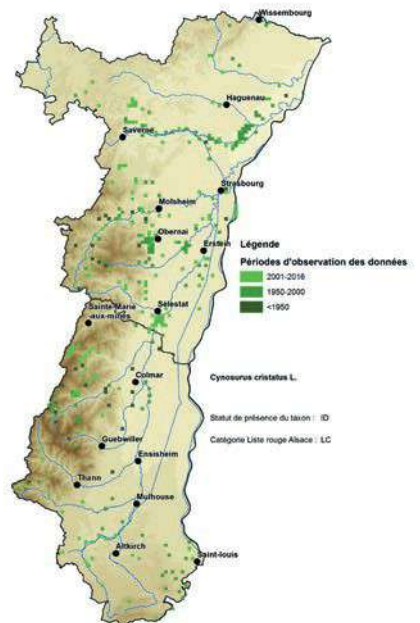 Wissembourg
Haguenau
Saverne
Strasbourg
Molsheim
Obernai
Erstein
Légende
Périodes d'observation des données
2001-2016
1950-2000
<1950
Sélestat
Sainte-Marie
-aux-mines
Cynosurus cristatus L.
Colmar
Statut de présence du taxon : ID
Catégorie Liste rouge Alsace : LC
Guebwiller
Ensisheim
Thann
Mulhouse
Altkirch
Saint-louis